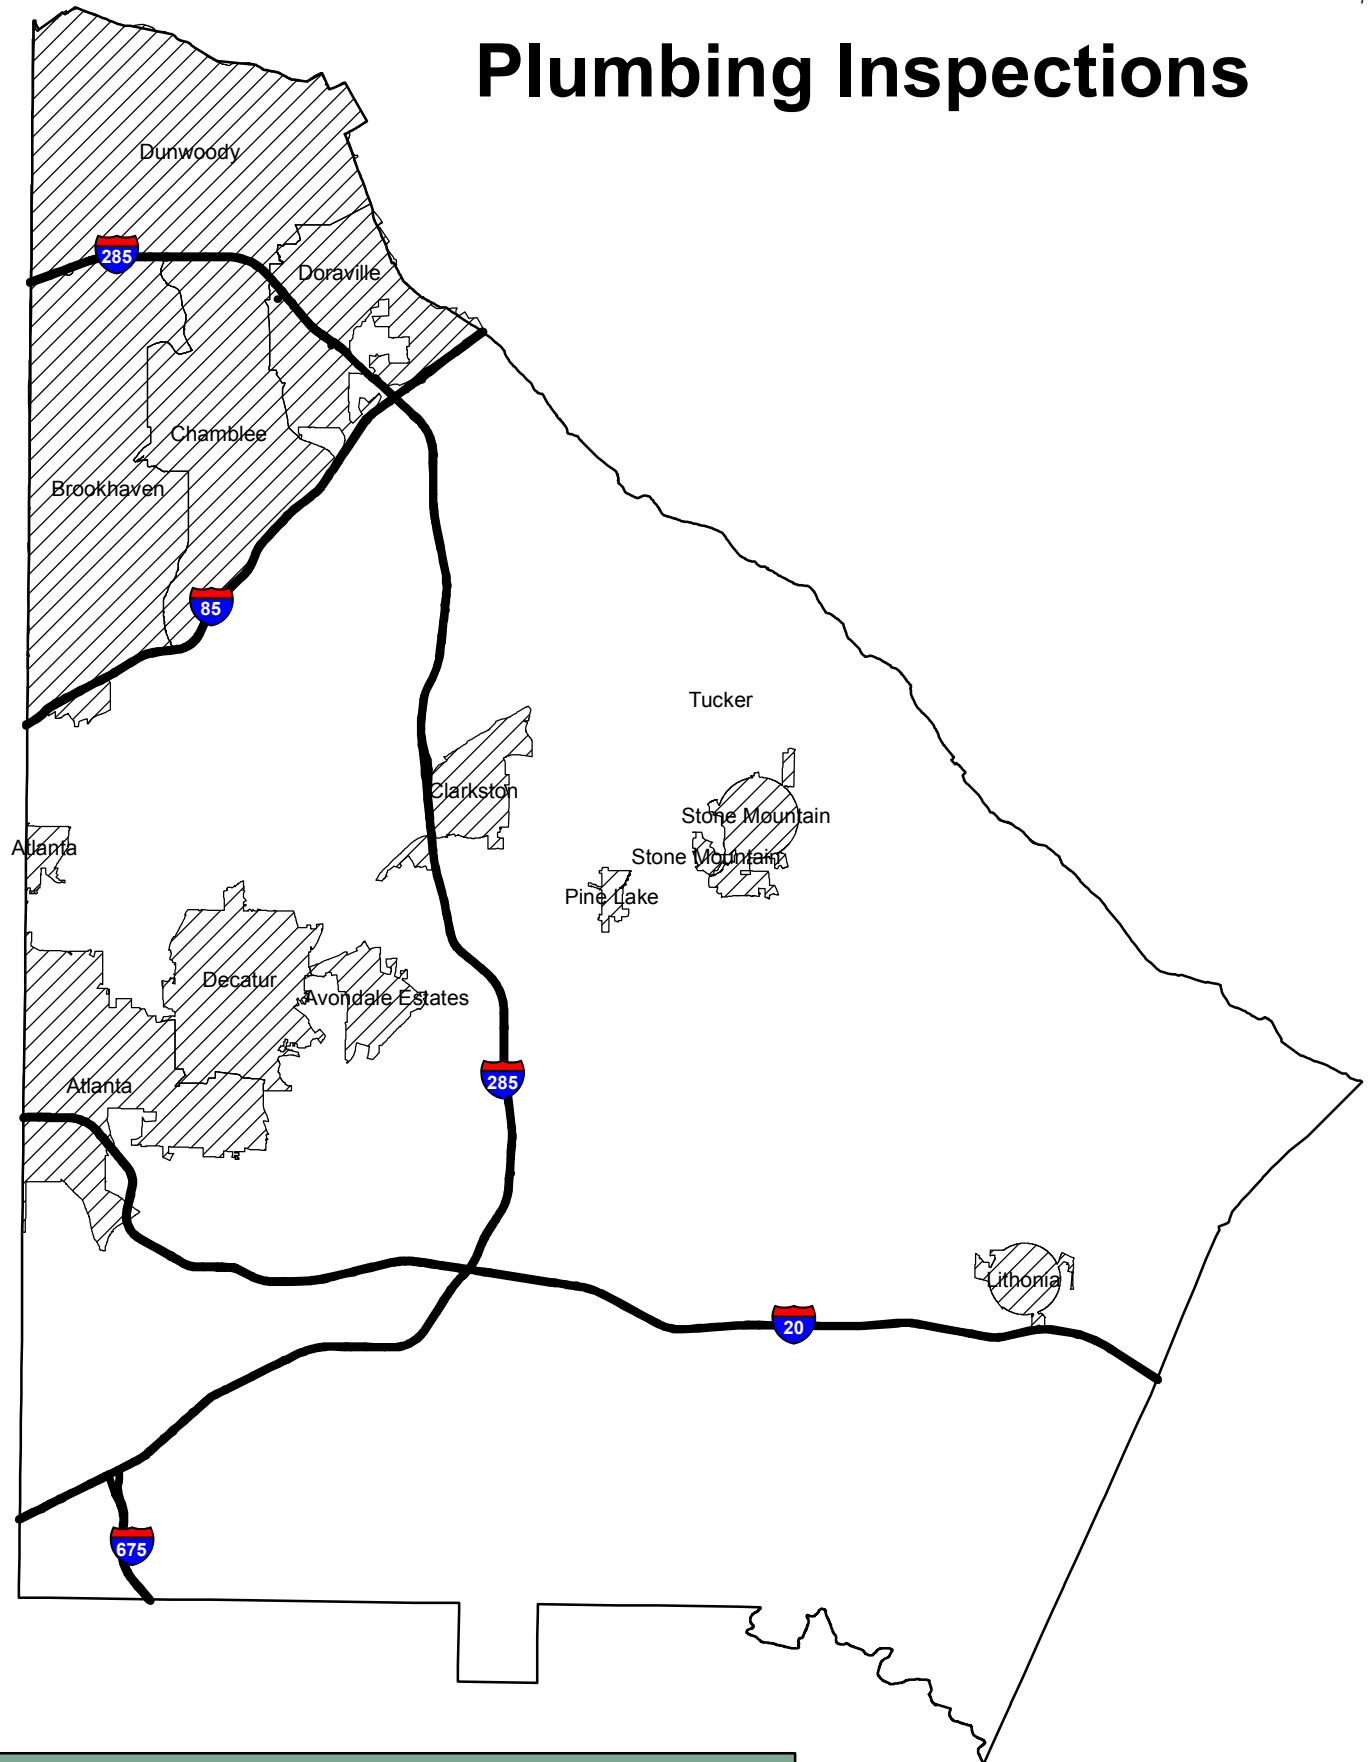 Plumbing Inspections
Dunwoody
285
Doraville
Chamblee
Brookhaven
85
Tucker
Clarkston
Stone Mountain
Atlanta
Stone Mountain
Pine Lake
Decatur
Avondale Estates
285
Atlanta
Lithonia
20
675